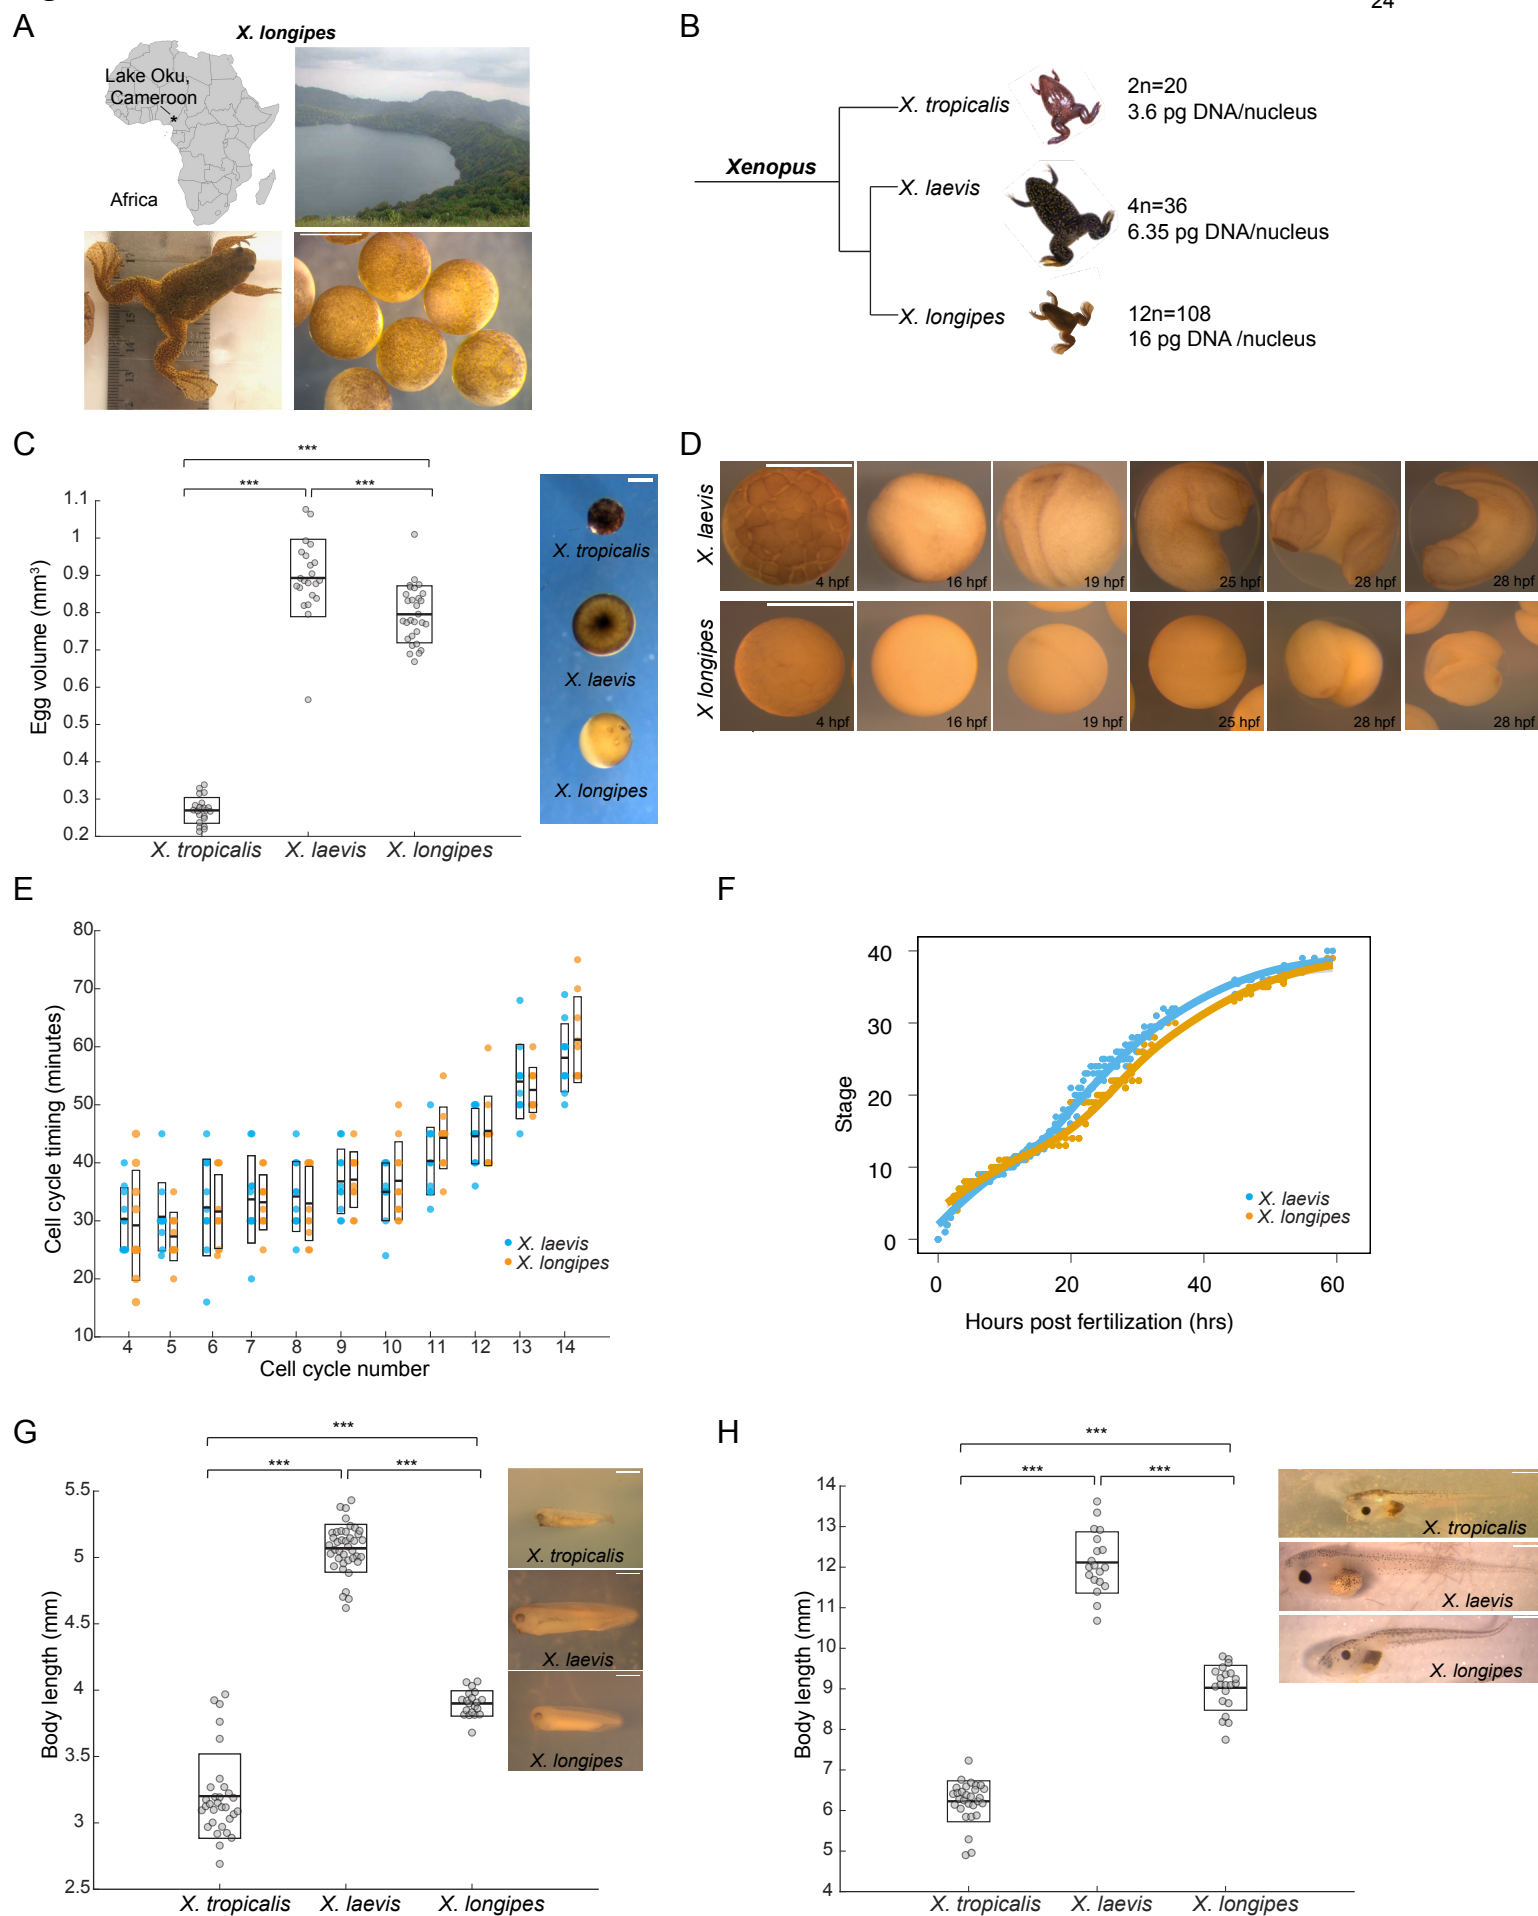 24
A
X. longipes
Lake Oku,
Cameroon
*
Africa
B
Xenopus
X. tropicalis
2n=20
3.6 pg DNA/nucleus
X. laevis
4n=36
6.35 pg DNA/nucleus
X. longipes
12n=108
16 pg DNA /nucleus
C
***
***
***
Egg volume (mm³)
1.1
1
0.9
0.8
0.7
0.6
0.5
0.4
0.3
0.2
X. tropicalis
X. laevis
X. longipes
X. tropicalis
X. laevis
X. longipes
D
X. laevis
4 hpf
16 hpf
19 hpf
25 hpf
28 hpf
28 hpf
X longipes
4 hpf
16 hpf
19 hpf
25 hpf
28 hpf
28 hpf
E
Cell cycle timing (minutes)
80
70
60
50
40
30
20
10
4 5 6 7 8 9 10 11 12 13 14
Cell cycle number
X. laevis
X. longipes
F
Stage
40
30
20
10
0
0 20 40 60
Hours post fertilization (hrs)
X. laevis
X. longipes
G
***
***
***
Body length (mm)
5.5
5
4.5
4
3.5
3
2.5
X. tropicalis
X. laevis
X. longipes
X. tropicalis
X. laevis
X. longipes
H
***
***
***
Body length (mm)
14
13
12
11
10
9
8
7
6
5
4
X. tropicalis
X. laevis
X. longipes
X. tropicalis
X. laevis
X. longipes